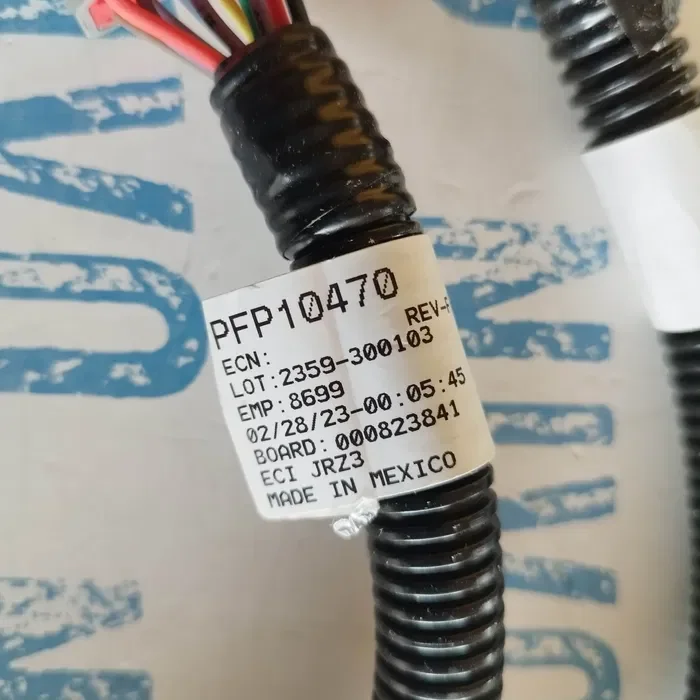 PFP10470
REV-F
ECN:
LOT:2359-300103
EMP:8699
02/28/23-00:05:45
BOARD: 000823841
ECI JRZ3
MADE IN MEXICO